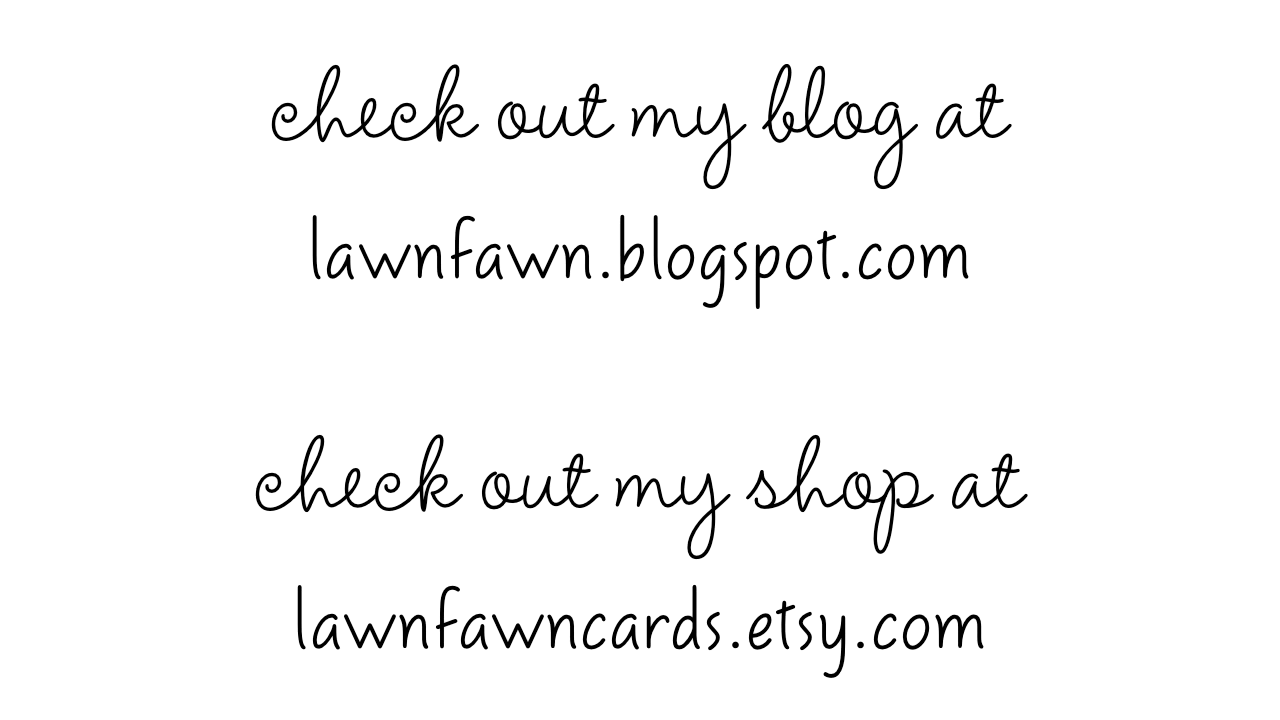 check out my blog at
lawnfawn.blogspot.com
check out my shop at
lawnfawncards.etsy.com